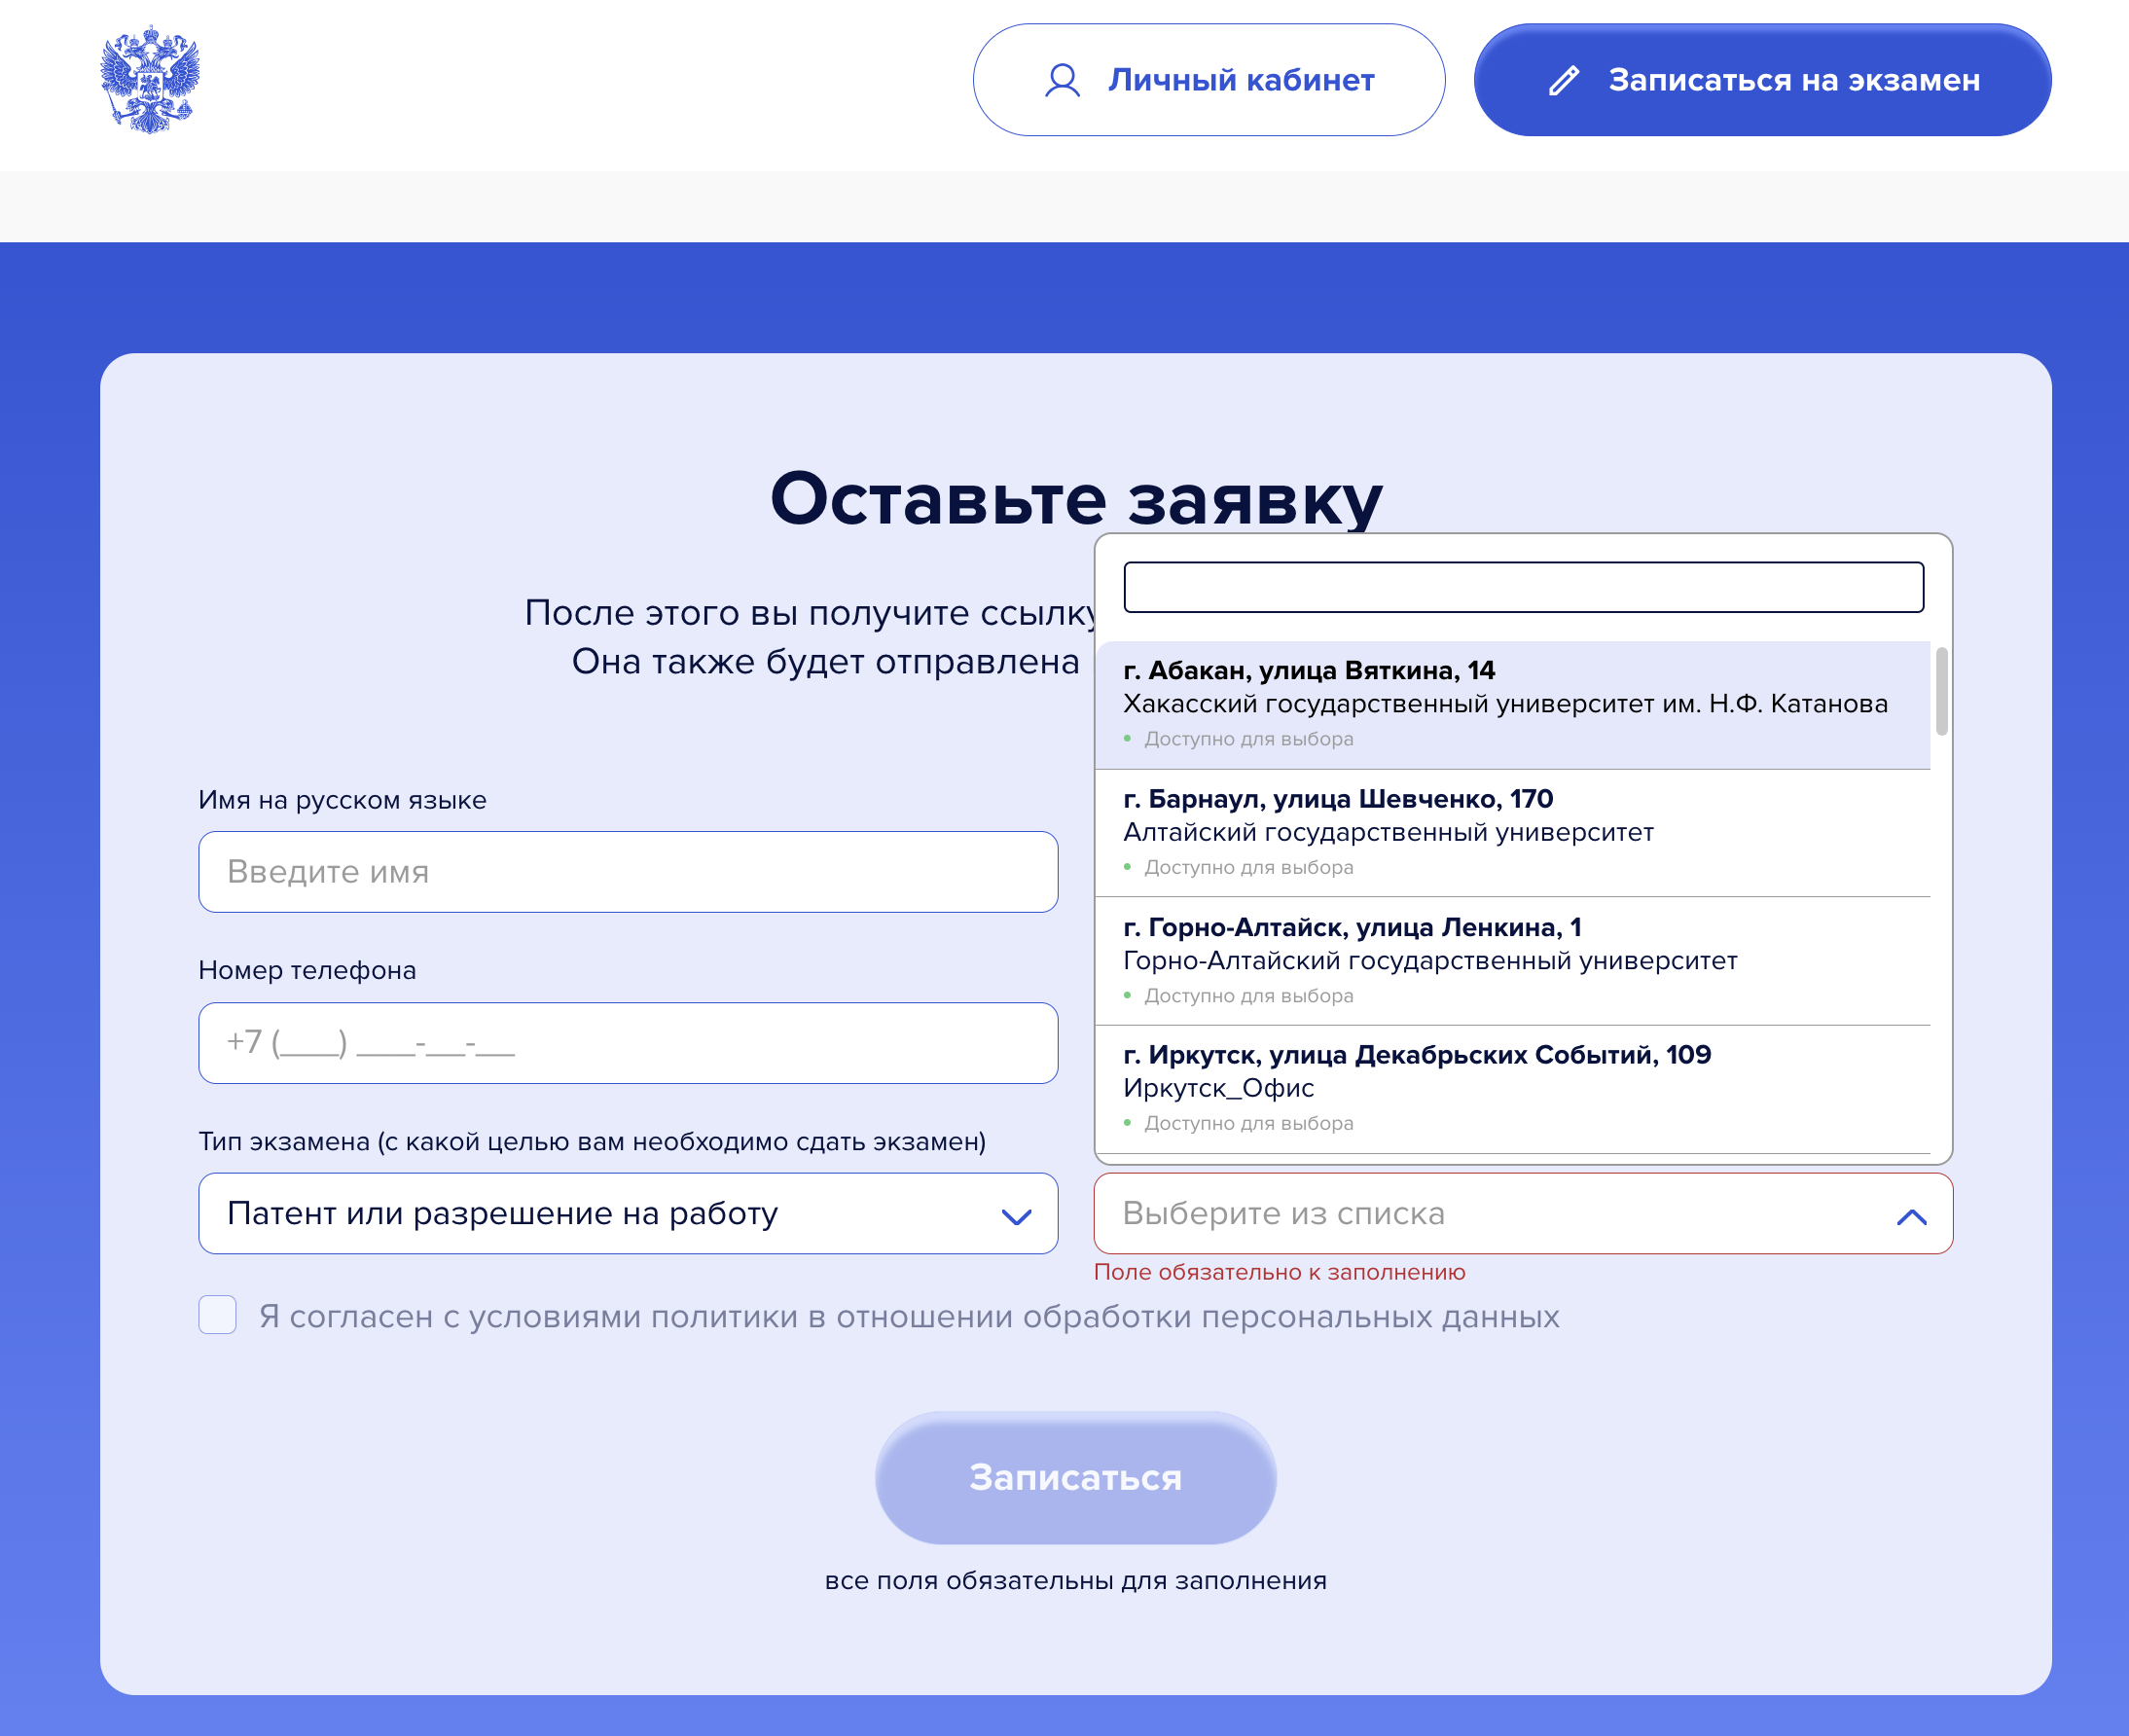 Личный кабинет
Записаться на экзамен
Оставьте заявку
После этого вы получите ссылку
Она также будет отправлена
Имя на русском языке
Введите имя
Номер телефона
+7 (___) ___-__-__
Тип экзамена (с какой целью вам необходимо сдать экзамен)
Патент или разрешение на работу
г. Абакан, улица Вяткина, 14
Хакасский государственный университет им. Н.Ф. Катанова
Доступно для выбора
г. Барнаул, улица Шевченко, 170
Алтайский государственный университет
Доступно для выбора
г. Горно-Алтайск, улица Ленкина, 1
Горно-Алтайский государственный университет
Доступно для выбора
г. Иркутск, улица Декабрьских Событий, 109
Иркутск_Офис
Доступно для выбора
Выберите из списка
Поле обязательно к заполнению
Я согласен с условиями политики в отношении обработки персональных данных
Записаться
все поля обязательны для заполнения